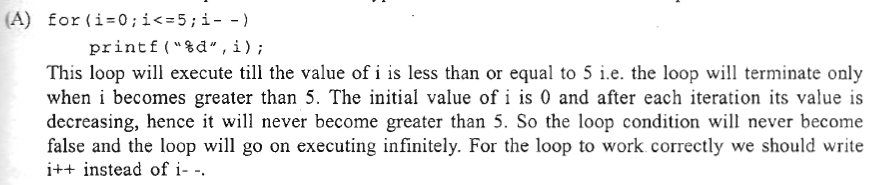 (A) for(i=0;i<=5;i- -)
printf("%d",i);
This loop will execute till the value of i is less than or equal to 5 i.e. the loop will terminate only
when i becomes greater than 5. The initial value of i is 0 and after each iteration its value is
decreasing, hence it will never become greater than 5. So the loop condition will never become
false and the loop will go on executing infinitely. For the loop to work correctly we should write
i++ instead of i- -.